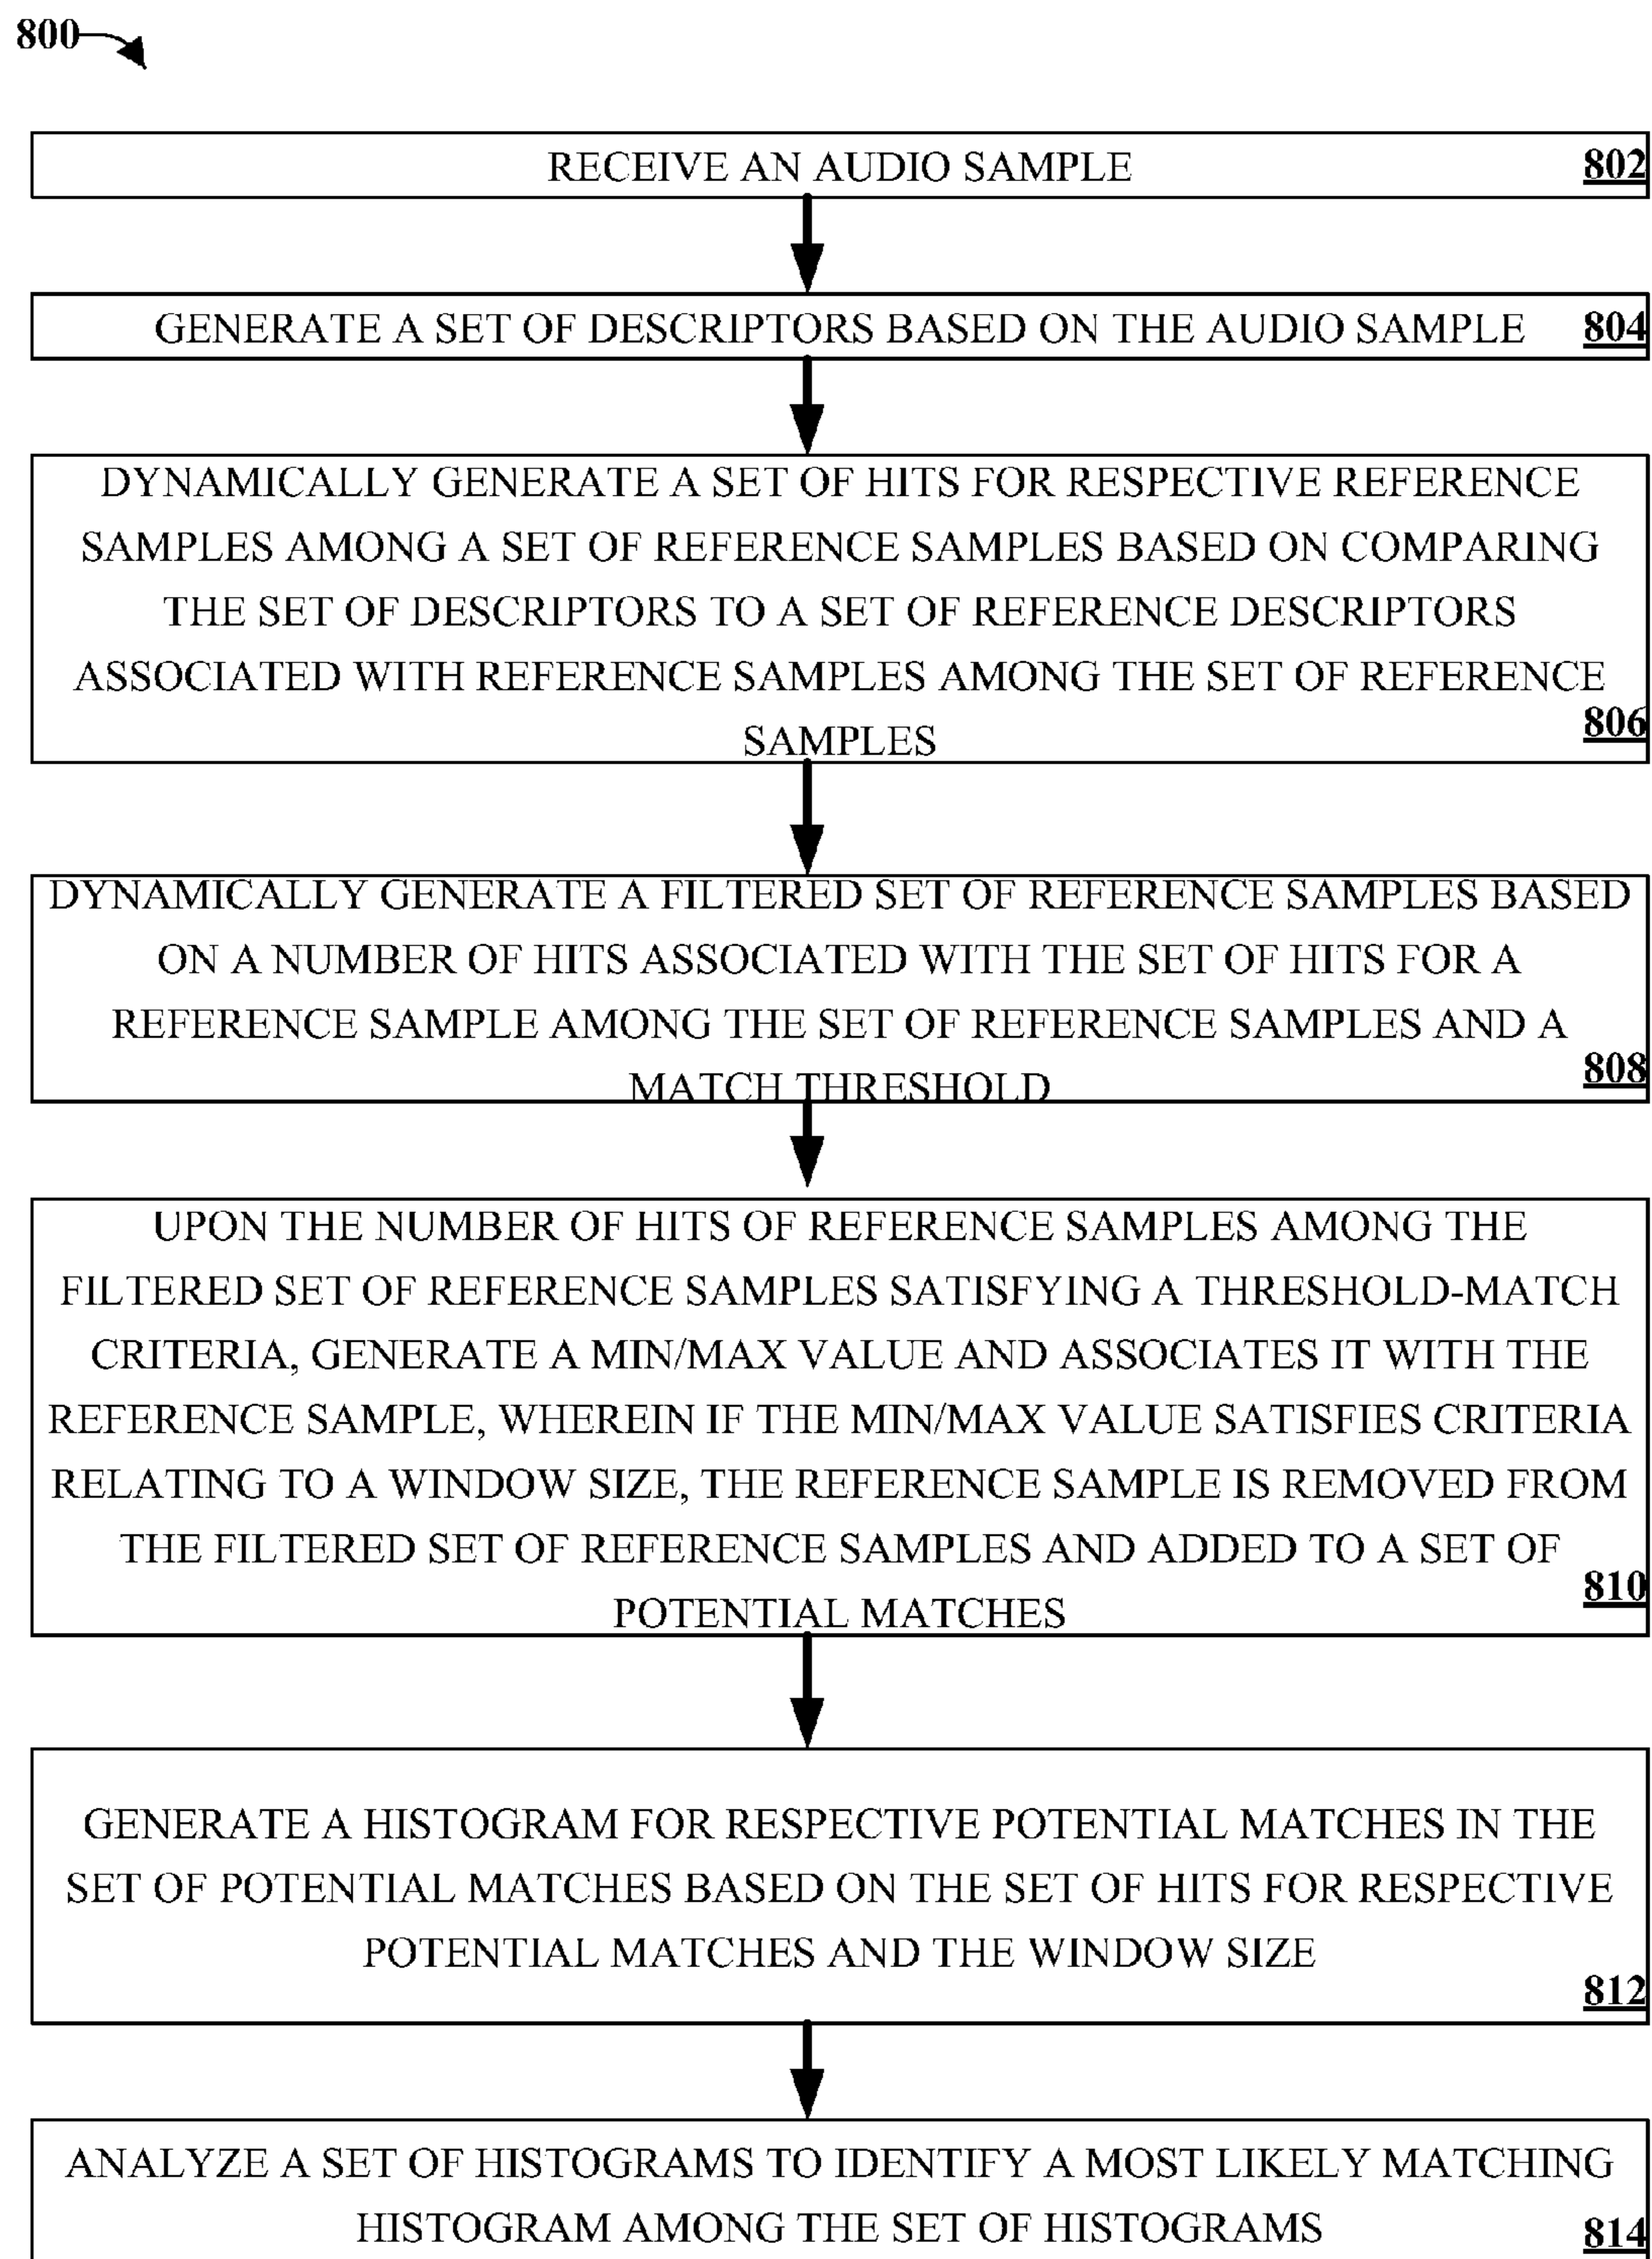 800
RECEIVE AN AUDIO SAMPLE 802
GENERATE A SET OF DESCRIPTORS BASED ON THE AUDIO SAMPLE 804
DYNAMICALLY GENERATE A SET OF HITS FOR RESPECTIVE REFERENCE
SAMPLES AMONG A SET OF REFERENCE SAMPLES BASED ON COMPARING
THE SET OF DESCRIPTORS TO A SET OF REFERENCE DESCRIPTORS
ASSOCIATED WITH REFERENCE SAMPLES AMONG THE SET OF REFERENCE
SAMPLES
806
DYNAMICALLY GENERATE A FILTERED SET OF REFERENCE SAMPLES BASED
ON A NUMBER OF HITS ASSOCIATED WITH THE SET OF HITS FOR A
REFERENCE SAMPLE AMONG THE SET OF REFERENCE SAMPLES AND A
MATCH THRESHOLD
808
UPON THE NUMBER OF HITS OF REFERENCE SAMPLES AMONG THE
FILTERED SET OF REFERENCE SAMPLES SATISFYING A THRESHOLD-MATCH
CRITERIA, GENERATE A MIN/MAX VALUE AND ASSOCIATES IT WITH THE
REFERENCE SAMPLE, WHEREIN IF THE MIN/MAX VALUE SATISFIES CRITERIA
RELATING TO A WINDOW SIZE, THE REFERENCE SAMPLE IS REMOVED FROM
THE FILTERED SET OF REFERENCE SAMPLES AND ADDED TO A SET OF
POTENTIAL MATCHES
810
GENERATE A HISTOGRAM FOR RESPECTIVE POTENTIAL MATCHES IN THE
SET OF POTENTIAL MATCHES BASED ON THE SET OF HITS FOR RESPECTIVE
POTENTIAL MATCHES AND THE WINDOW SIZE
812
ANALYZE A SET OF HISTOGRAMS TO IDENTIFY A MOST LIKELY MATCHING
HISTOGRAM AMONG THE SET OF HISTOGRAMS
814